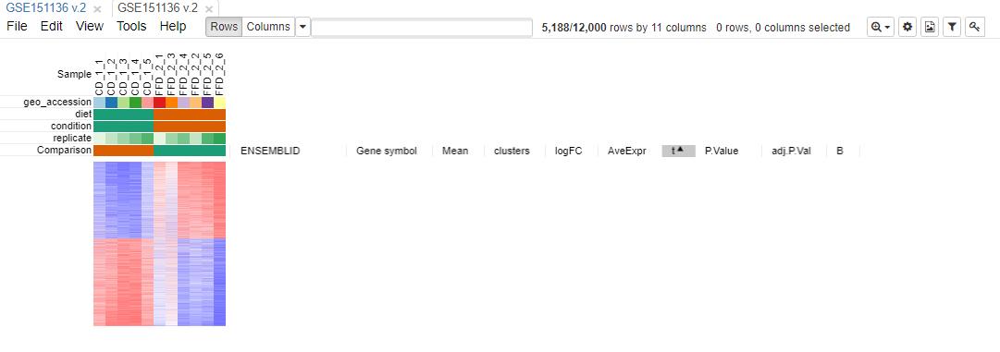 GSE151136 v.2 × GSE151136 v.2 ×
File Edit View Tools Help Rows Columns 5,188/12,000 rows by 11 columns 0 rows, 0 columns selected
Sample CD_1_1 CD_1_2 CD_1_3 CD_1_4 CD_1_5 FFD_2_1 FFD_2_3 FFD_2_4 FFD_2_2 FFD_2_5 FFD_2_6
geo_accession
diet
condition
replicate
Comparison ENSEMBLID Gene symbol Mean clusters logFC AveExpr t P.Value adj.P.Val B